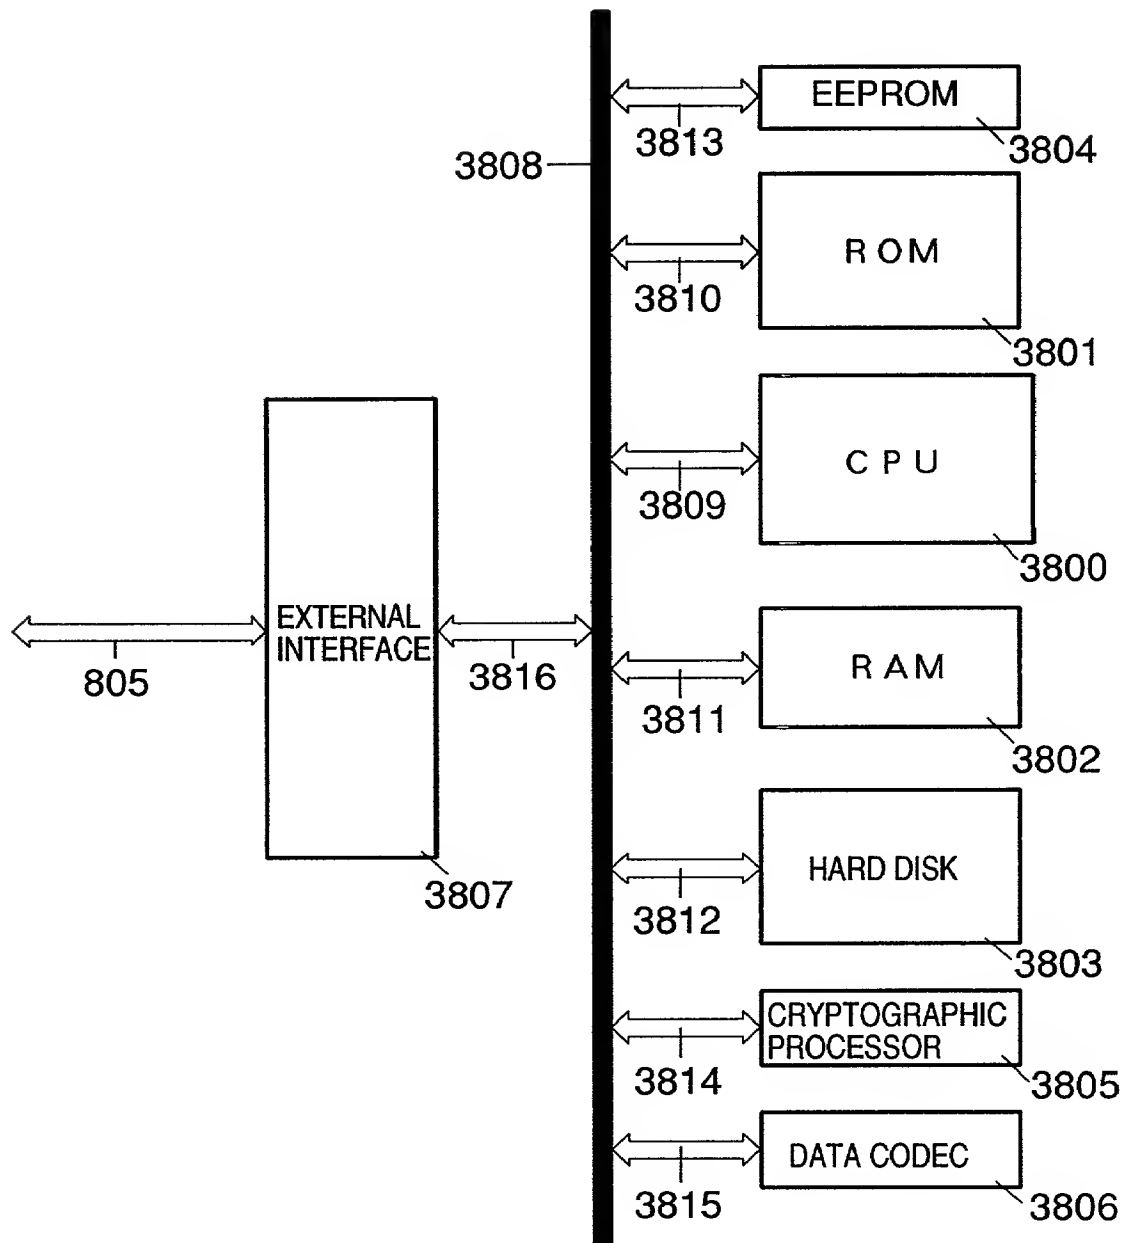 EEPROM
3813
3804
3808
ROM
3810
3801
CPU
3809
3800
EXTERNAL
INTERFACE
805
3816
RAM
3811
3802
3807
HARD DISK
3812
3803
CRYPTOGRAPHIC
PROCESSOR
3814
3805
DATA CODEC
3815
3806